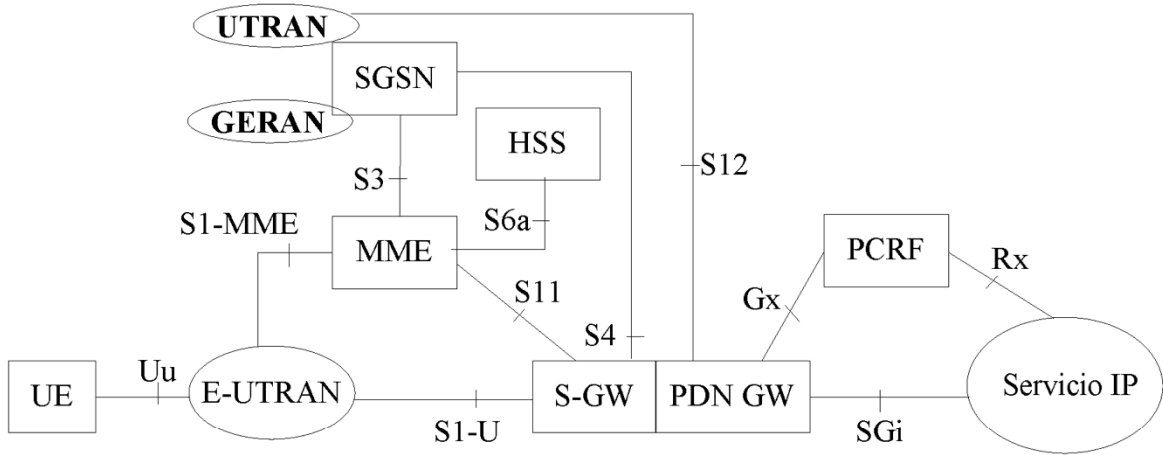 UTRAN
SGSN
GERAN
HSS
S3
S12
S6a
S1-MME
MME
PCRF
Rx
S11
Gx
S4
Uu
UE
E-UTRAN
S-GW
PDN GW
Servicio IP
S1-U
SGi